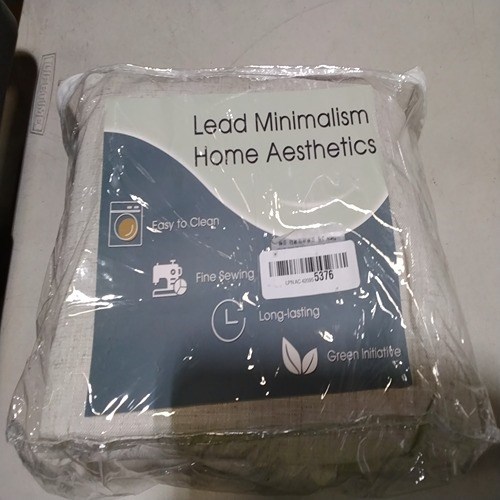 Lead Minimalism
Home Aesthetics
Easy to Clean
Fine Sewing
5376
Long-lasting
Green Initiative